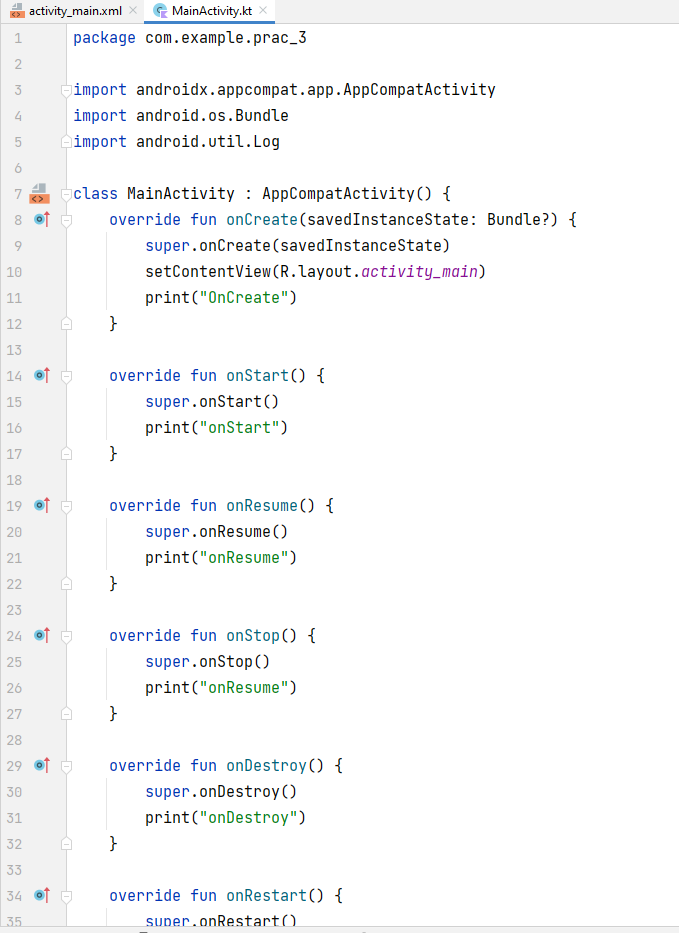 activity_main.xml MainActivity.kt
1 package com.example.prac_3
2
3 import androidx.appcompat.app.AppCompatActivity
4 import android.os.Bundle
5 import android.util.Log
6
7 class MainActivity : AppCompatActivity() {
8     override fun onCreate(savedInstanceState: Bundle?) {
9         super.onCreate(savedInstanceState)
10         setContentView(R.layout.activity_main)
11         print("OnCreate")
12     }
13
14     override fun onStart() {
15         super.onStart()
16         print("onStart")
17     }
18
19     override fun onResume() {
20         super.onResume()
21         print("onResume")
22     }
23
24     override fun onStop() {
25         super.onStop()
26         print("onResume")
27     }
28
29     override fun onDestroy() {
30         super.onDestroy()
31         print("onDestroy")
32     }
33
34     override fun onRestart() {
35         super.onRestart()